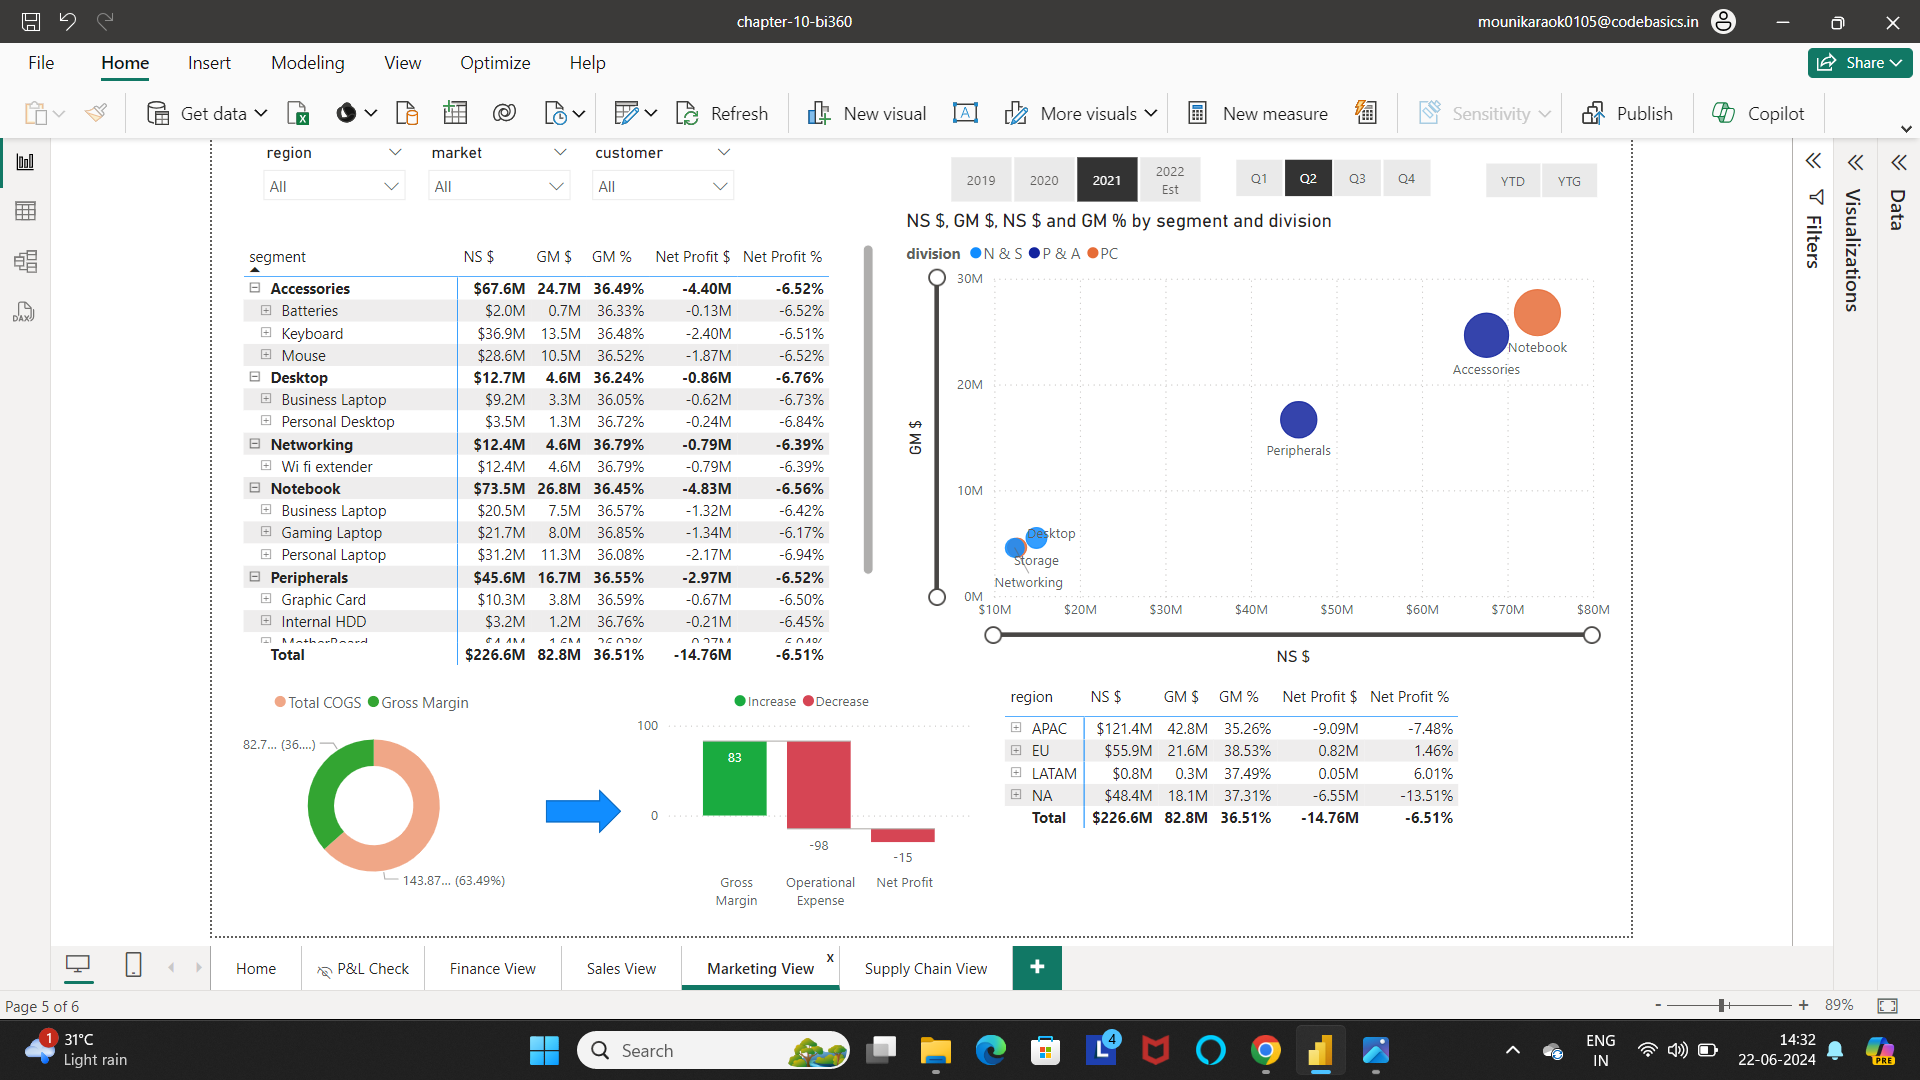 chapter-10-bi360
mounikaraok0105@codebasics.in
File Home Insert Modeling View Optimize Help
Share
Get data
Refresh
New visual
More visuals
New measure
Sensitivity
Publish
Copilot
DAX
region market customer
All All All
2019 2020 2021 2022 Est
Q1 Q2 Q3 Q4
YTD YTG
Filters
Visualizations
Data
segment NS $ GM $ GM % Net Profit $ Net Profit %
Accessories $67.6M 24.7M 36.49% -4.40M -6.52%
Batteries $2.0M 0.7M 36.33% -0.13M -6.52%
Keyboard $36.9M 13.5M 36.48% -2.40M -6.51%
Mouse $28.6M 10.5M 36.52% -1.87M -6.52%
Desktop $12.7M 4.6M 36.24% -0.86M -6.76%
Business Laptop $9.2M 3.3M 36.05% -0.62M -6.73%
Personal Desktop $3.5M 1.3M 36.72% -0.24M -6.84%
Networking $12.4M 4.6M 36.79% -0.79M -6.39%
Wi fi extender $12.4M 4.6M 36.79% -0.79M -6.39%
Notebook $73.5M 26.8M 36.45% -4.83M -6.56%
Business Laptop $20.5M 7.5M 36.57% -1.32M -6.42%
Gaming Laptop $21.7M 8.0M 36.85% -1.34M -6.17%
Personal Laptop $31.2M 11.3M 36.08% -2.17M -6.94%
Peripherals $45.6M 16.7M 36.55% -2.97M -6.52%
Graphic Card $10.3M 3.8M 36.59% -0.67M -6.50%
Internal HDD $3.2M 1.2M 36.76% -0.21M -6.45%
MotherBoard
Total $226.6M 82.8M 36.51% -14.76M -6.51%
NS $, GM $, NS $ and GM % by segment and division
division N & S P & A PC
30M
20M
10M
0M
GM $
Notebook
Accessories
Peripherals
Desktop
Storage
Networking
$10M $20M $30M $40M $50M $60M $70M $80M
NS $
Total COGS Gross Margin
82.7... (36....)
143.87... (63.49%)
Increase Decrease
100
0
83
-98
-15
Gross Margin
Operational Expense
Net Profit
region NS $ GM $ GM % Net Profit $ Net Profit %
APAC $121.4M 42.8M 35.26% -9.09M -7.48%
EU $55.9M 21.6M 38.53% 0.82M 1.46%
LATAM $0.8M 0.3M 37.49% 0.05M 6.01%
NA $48.4M 18.1M 37.31% -6.55M -13.51%
Total $226.6M 82.8M 36.51% -14.76M -6.51%
Home P&L Check Finance View Sales View Marketing View x Supply Chain View +
Page 5 of 6
- + 89%
1
31°C
Light rain
Search
L 4
ENG
IN
14:32
22-06-2024
PRE